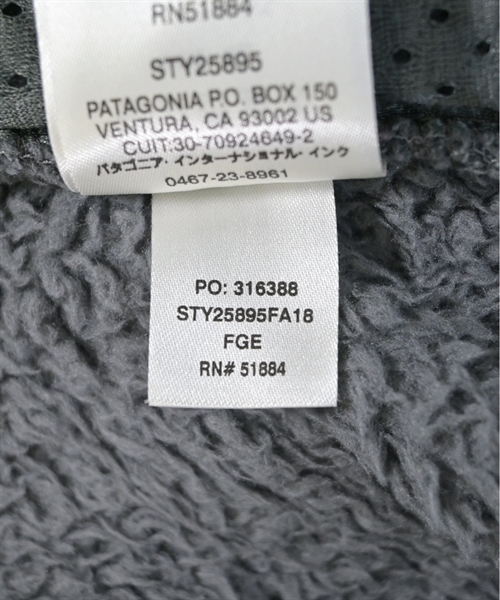 RN51884
STY25895
PATAGONIA P.O. BOX 150
VENTURA, CA 93002 US
CUIT:30-70924649-2
パタゴニア・インターナショナル・インク
0467-23-8961
PO: 316388
STY25895FA18
FGE
RN# 51884